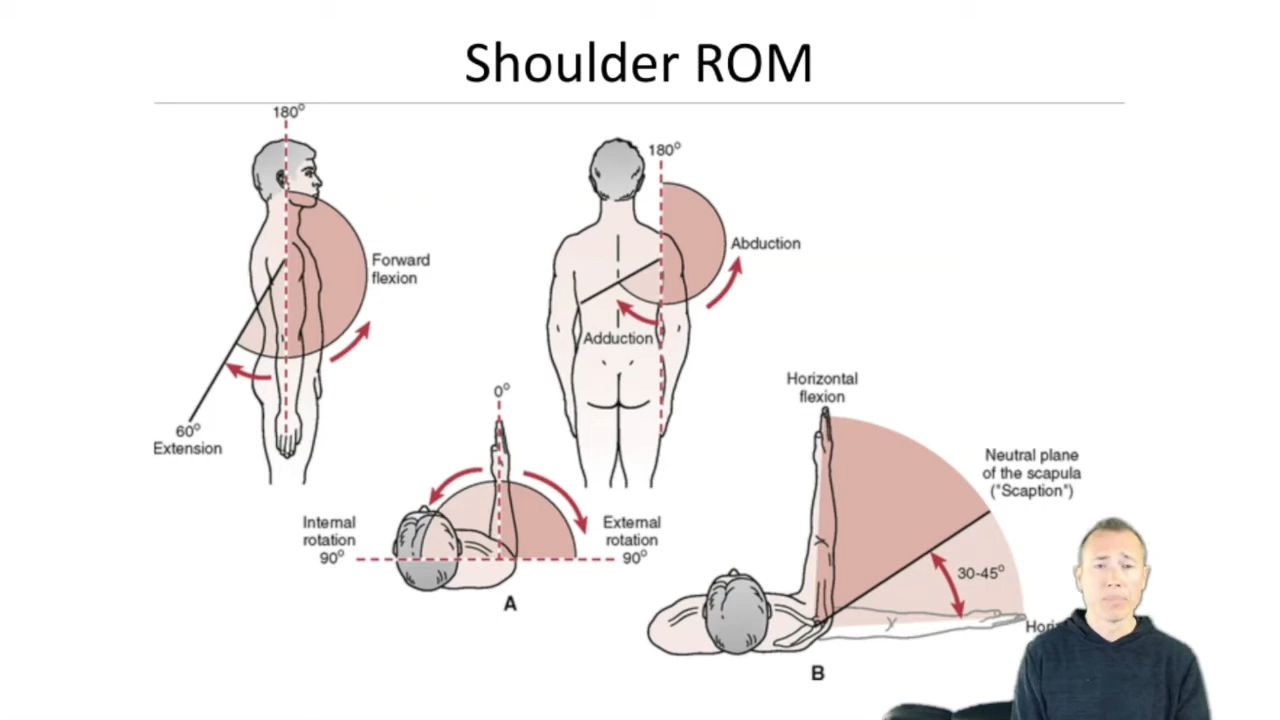 Shoulder ROM
180°
Forward
flexion
60°
Extension
180°
Abduction
Adduction
0°
Internal
rotation
90°
External
rotation
90°
A
Horizontal
flexion
Neutral plane
of the scapula
("Scaption")
30-45°
B